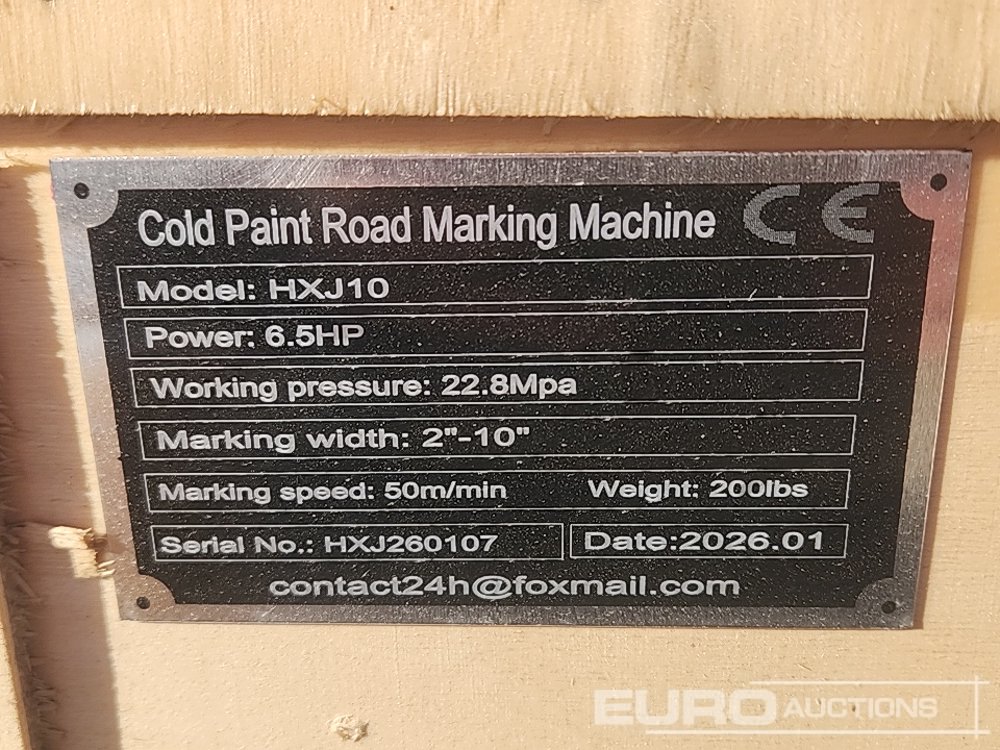 Cold Paint Road Marking Machine CE
Model: HXJ10
Power: 6.5HP
Working pressure: 22.8Mpa
Marking width: 2"-10"
Marking speed: 50m/min Weight: 200lbs
Serial No.: HXJ260107 Date:2026.01
contact24h@foxmail.com
EURO AUCTIONS